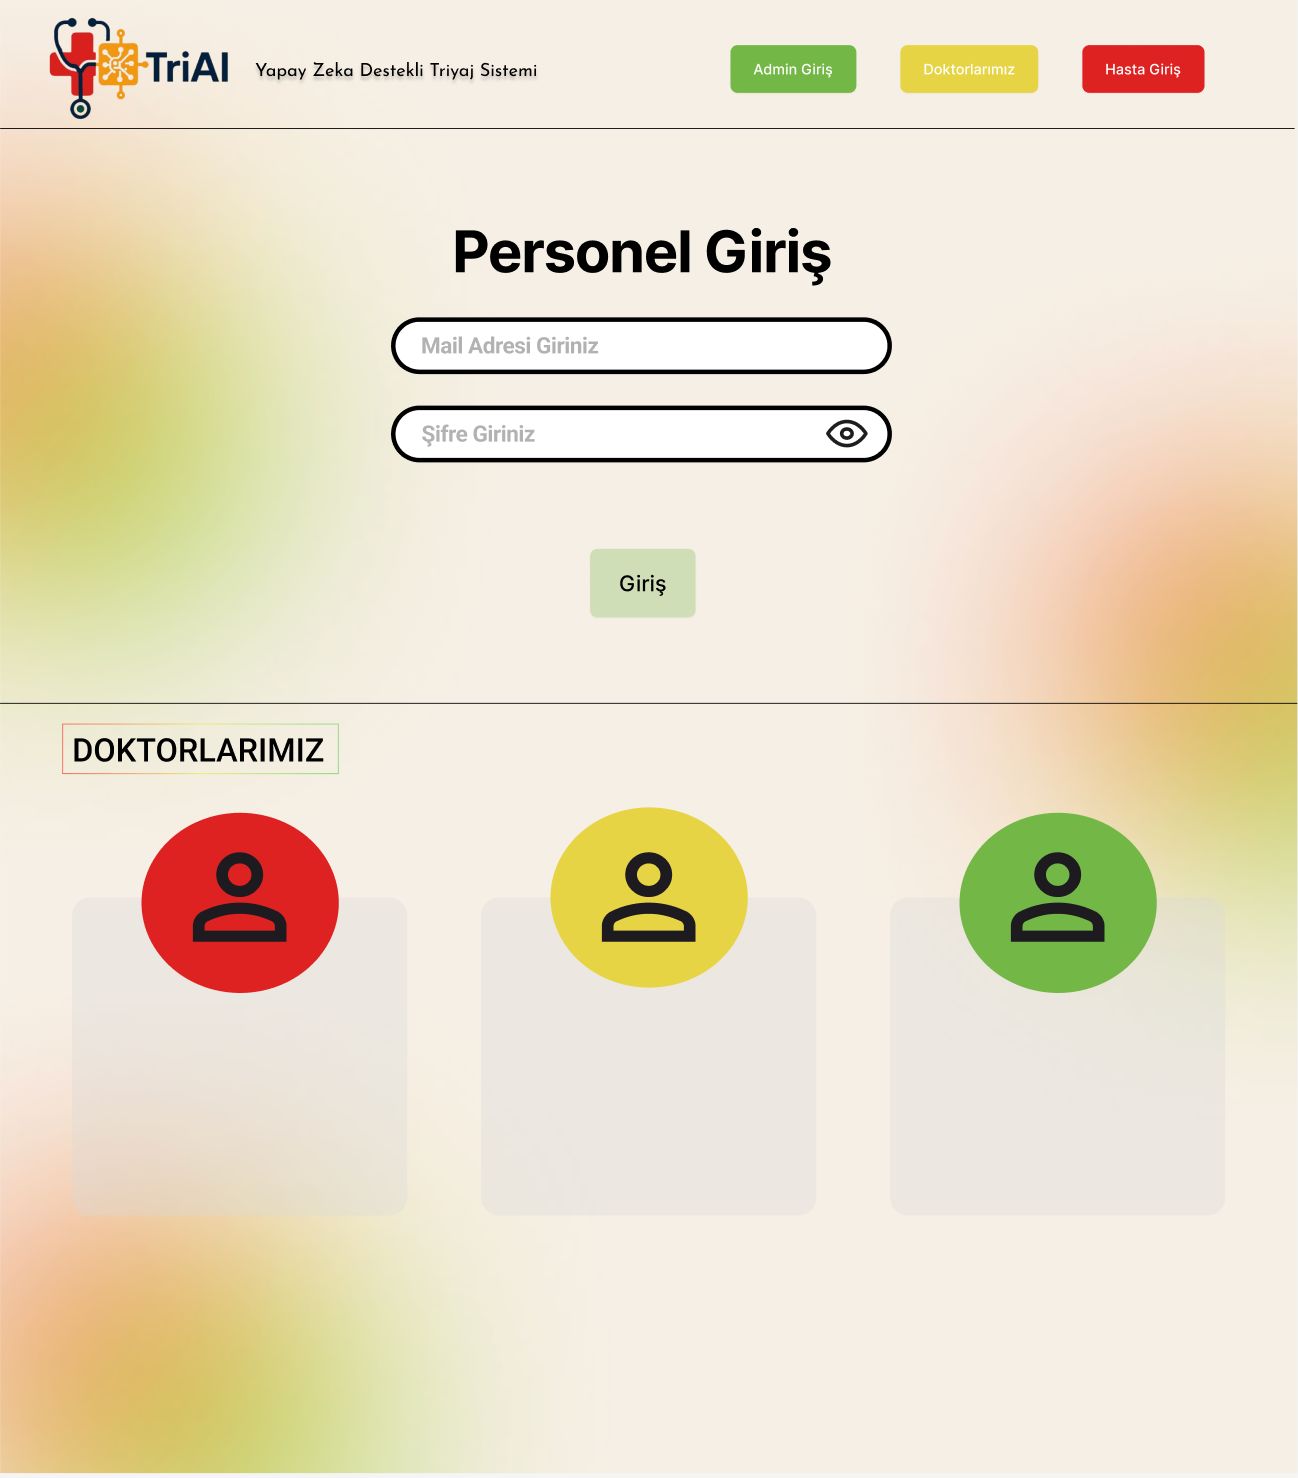 TriAI
Yapay Zeka Destekli Triyaj Sistemi
Admin Giriş
Doktorlarımız
Hasta Giriş
Personel Giriş
Mail Adresi Giriniz
Şifre Giriniz
Giriş
DOKTORLARIMIZ